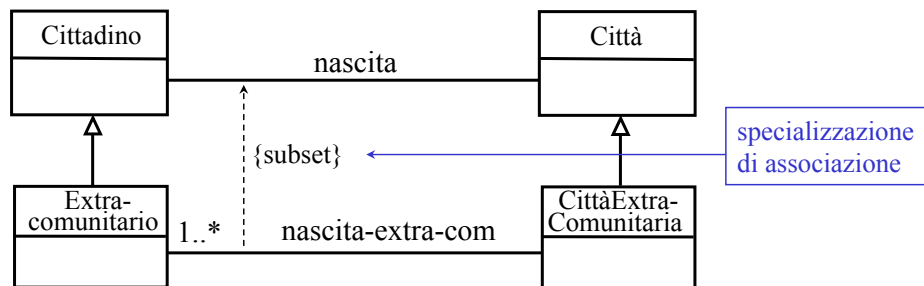 Cittadino
Città
nascita
{subset}
specializzazione
di associazione
Extra-
comunitario
CittàExtra-
Comunitaria
1..*
nascita-extra-com